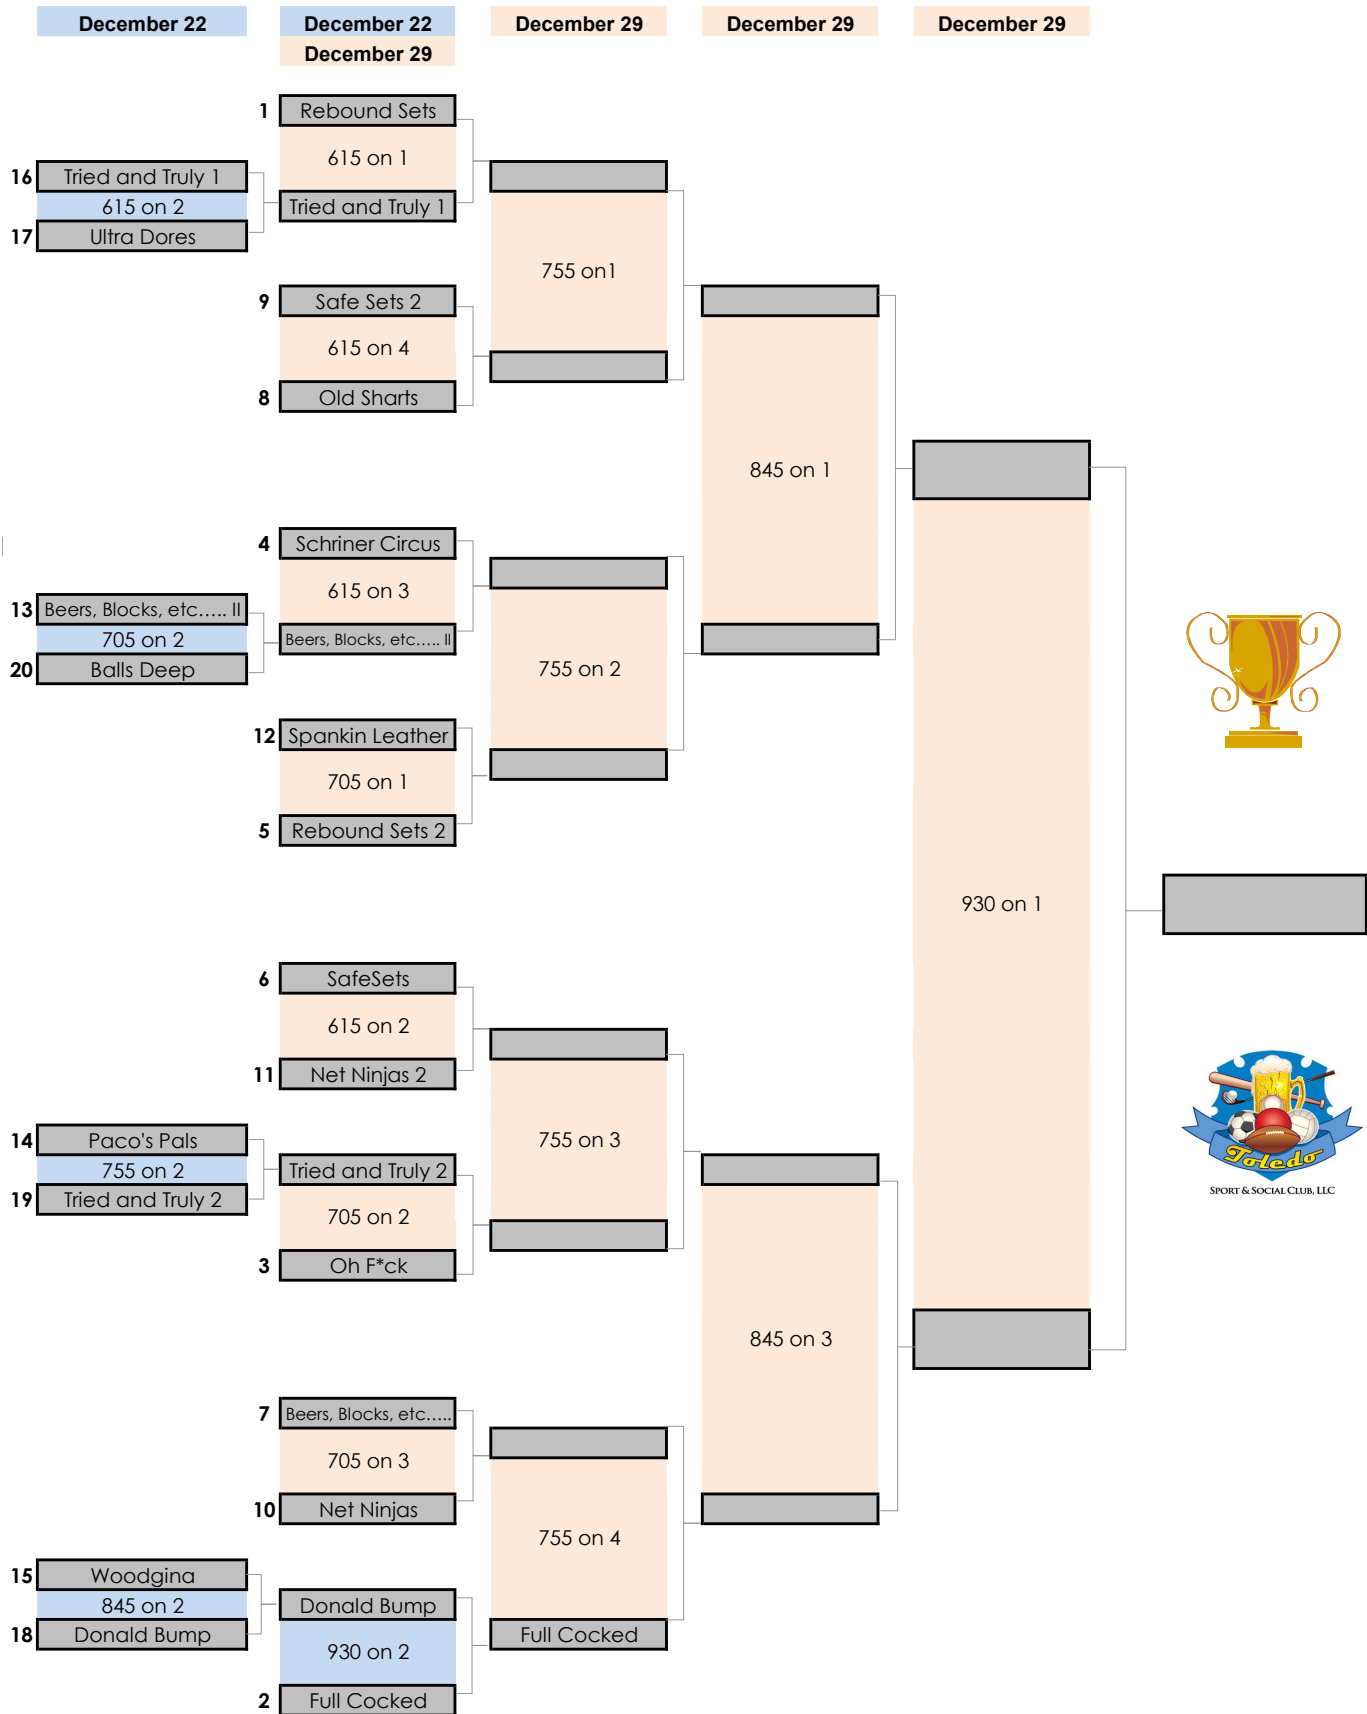 December 22
December 22
December 29
December 29
December 29
December 29
1 Rebound Sets
615 on 1
16 Tried and Truly 1
615 on 2
Tried and Truly 1
17 Ultra Dores
755 on1
9 Safe Sets 2
615 on 4
8 Old Sharts
845 on 1
4 Schriner Circus
615 on 3
13 Beers, Blocks, etc..... II
705 on 2
Beers, Blocks, etc..... II
20 Balls Deep
755 on 2
12 Spankin Leather
705 on 1
5 Rebound Sets 2
930 on 1
6 SafeSets
615 on 2
11 Net Ninjas 2
14 Paco's Pals
755 on 2
755 on 3
Tried and Truly 2
19 Tried and Truly 2
705 on 2
3 Oh F*ck
Toledo
SPORT & SOCIAL CLUB, LLC
845 on 3
7 Beers, Blocks, etc.....
705 on 3
10 Net Ninjas
755 on 4
15 Woodgina
845 on 2
Donald Bump
18 Donald Bump
Full Cocked
930 on 2
2 Full Cocked